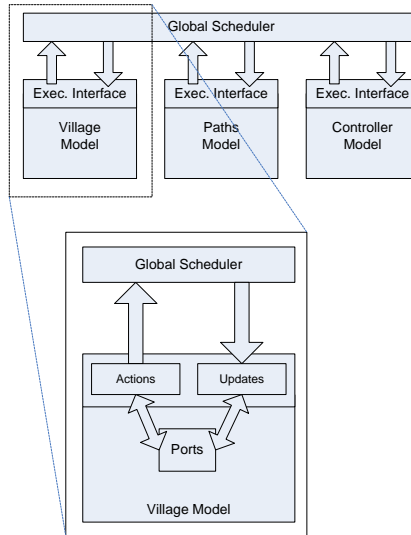 Global Scheduler
Exec. Interface
Exec. Interface
Exec. Interface
Village
Model
Paths
Model
Controller
Model
Global Scheduler
Actions
Updates
Ports
Village Model